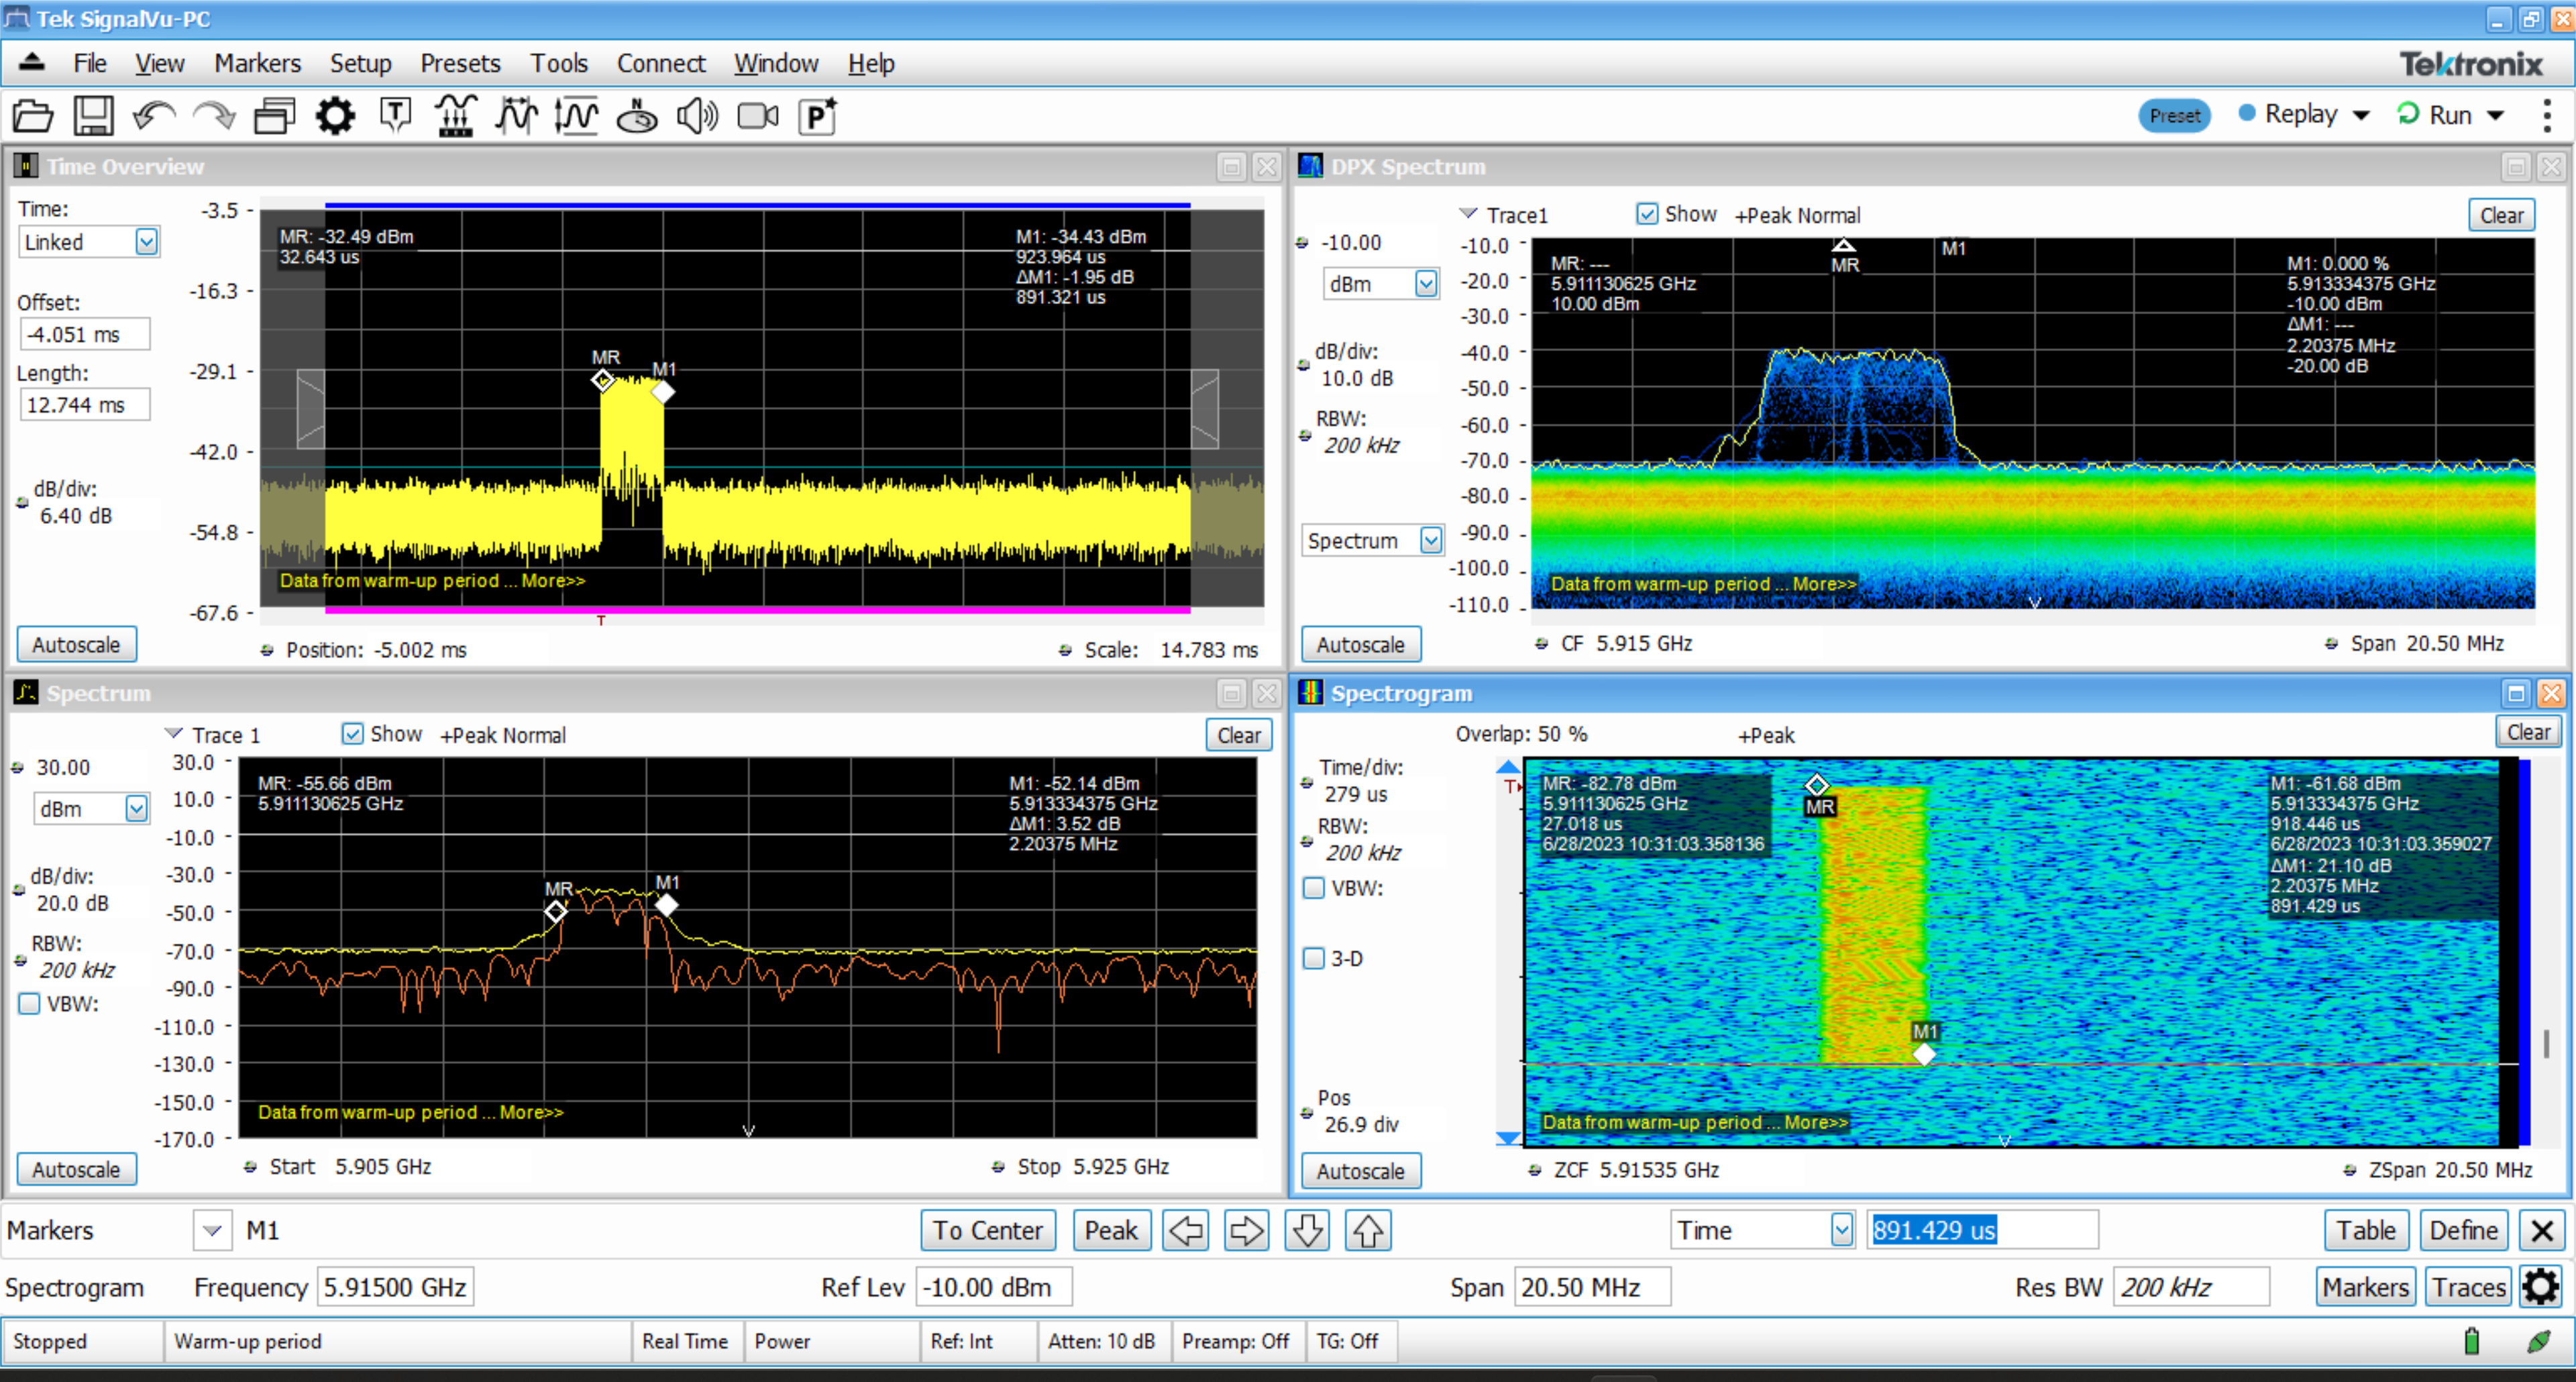 Tek SignalVu-PC
File View Markers Setup Presets Tools Connect Window Help
Tektronix
Preset Replay Run
Time Overview
Time:
Linked
Offset:
-4.051 ms
Length:
12.744 ms
dB/div:
6.40 dB
Autoscale
-3.5
-16.3
-29.1
-42.0
-54.8
-67.6
MR: -32.49 dBm
32.643 us
M1: -34.43 dBm
923.964 us
ΔM1: -1.95 dB
891.321 us
MR
M1
Data from warm-up period ... More>>
T
Position: -5.002 ms
Scale: 14.783 ms
DPX Spectrum
Trace1 Show +Peak Normal Clear
-10.00
dBm
dB/div:
10.0 dB
RBW:
200 kHz
Spectrum
Autoscale
-10.0
-20.0
-30.0
-40.0
-50.0
-60.0
-70.0
-80.0
-90.0
-100.0
-110.0
MR: ---
5.911130625 GHz
10.00 dBm
MR
M1
M1: 0.000 %
5.913334375 GHz
-10.00 dBm
ΔM1: ---
2.20375 MHz
-20.00 dB
Data from warm-up period ... More>>
CF 5.915 GHz
Span 20.50 MHz
Spectrum
Trace 1 Show +Peak Normal Clear
30.00
dBm
dB/div:
20.0 dB
RBW:
200 kHz
VBW:
Autoscale
30.0
10.0
-10.0
-30.0
-50.0
-70.0
-90.0
-110.0
-130.0
-150.0
-170.0
MR: -55.66 dBm
5.911130625 GHz
M1: -52.14 dBm
5.913334375 GHz
ΔM1: 3.52 dB
2.20375 MHz
MR
M1
Data from warm-up period ... More>>
Start 5.905 GHz
Stop 5.925 GHz
Spectrogram
Overlap: 50 % +Peak Clear
Time/div:
279 us
RBW:
200 kHz
VBW:
3-D
Pos
26.9 div
Autoscale
T
MR: -82.78 dBm
5.911130625 GHz
27.018 us
6/28/2023 10:31:03.358136
MR
M1: -61.68 dBm
5.913334375 GHz
918.446 us
6/28/2023 10:31:03.359027
ΔM1: 21.10 dB
2.20375 MHz
891.429 us
M1
Data from warm-up period ... More>>
ZCF 5.91535 GHz
ZSpan 20.50 MHz
Markers M1 To Center Peak Time 891.429 us Table Define
Spectrogram Frequency 5.91500 GHz Ref Lev -10.00 dBm Span 20.50 MHz Res BW 200 kHz Markers Traces
Stopped Warm-up period Real Time Power Ref: Int Atten: 10 dB Preamp: Off TG: Off